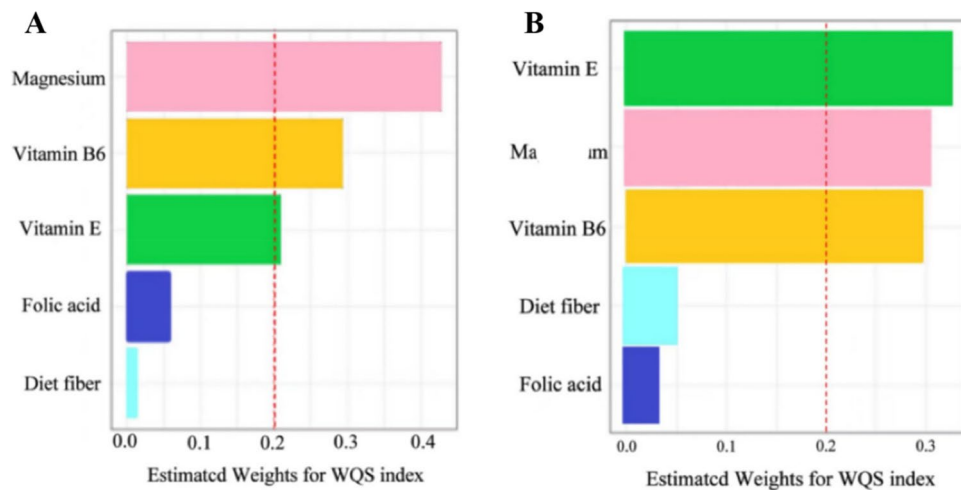 A
Magnesium
Vitamin B6
Vitamin E
Folic acid
Diet fiber
0.0 0.1 0.2 0.3 0.4
Estimatcd Weights for WQS index
B
Vitamin E
Vitamin B6
Diet fiber
Folic acid
0.0 0.1 0.2 0.3
Estimatcd Weights for WQS index